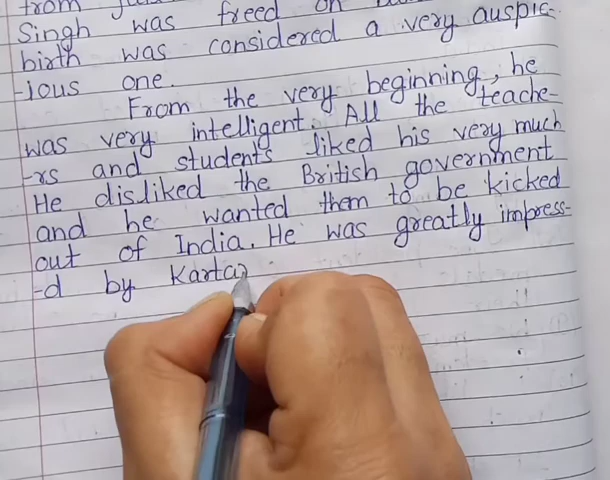 from
Singh was freed on
birth was considered a very auspic-
-ious one.
From the very beginning, he
was very intelligent. All the teache-
-rs and students liked his very much
He disliked the British government
and he wanted them to be kicked
out of India. He was greatly impress-
-d by Karta